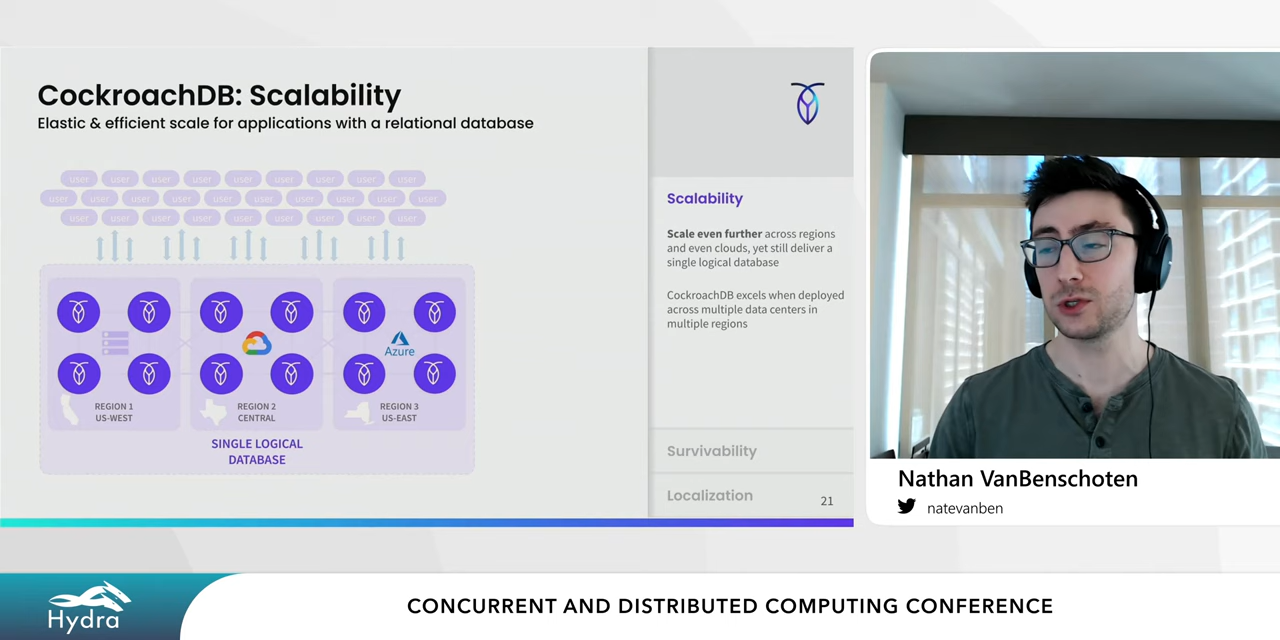 CockroachDB: Scalability
Elastic & efficient scale for applications with a relational database
user user user user user user user user user
user user user user user user user user user user
user user user user user user user user user
Azure
REGION 1
US-WEST
REGION 2
CENTRAL
REGION 3
US-EAST
SINGLE LOGICAL
DATABASE
Scalability
Scale even further across regions
and even clouds, yet still deliver a
single logical database
CockroachDB excels when deployed
across multiple data centers in
multiple regions
Survivability
Localization
21
Nathan VanBenschoten
natevanben
Hydra
CONCURRENT AND DISTRIBUTED COMPUTING CONFERENCE